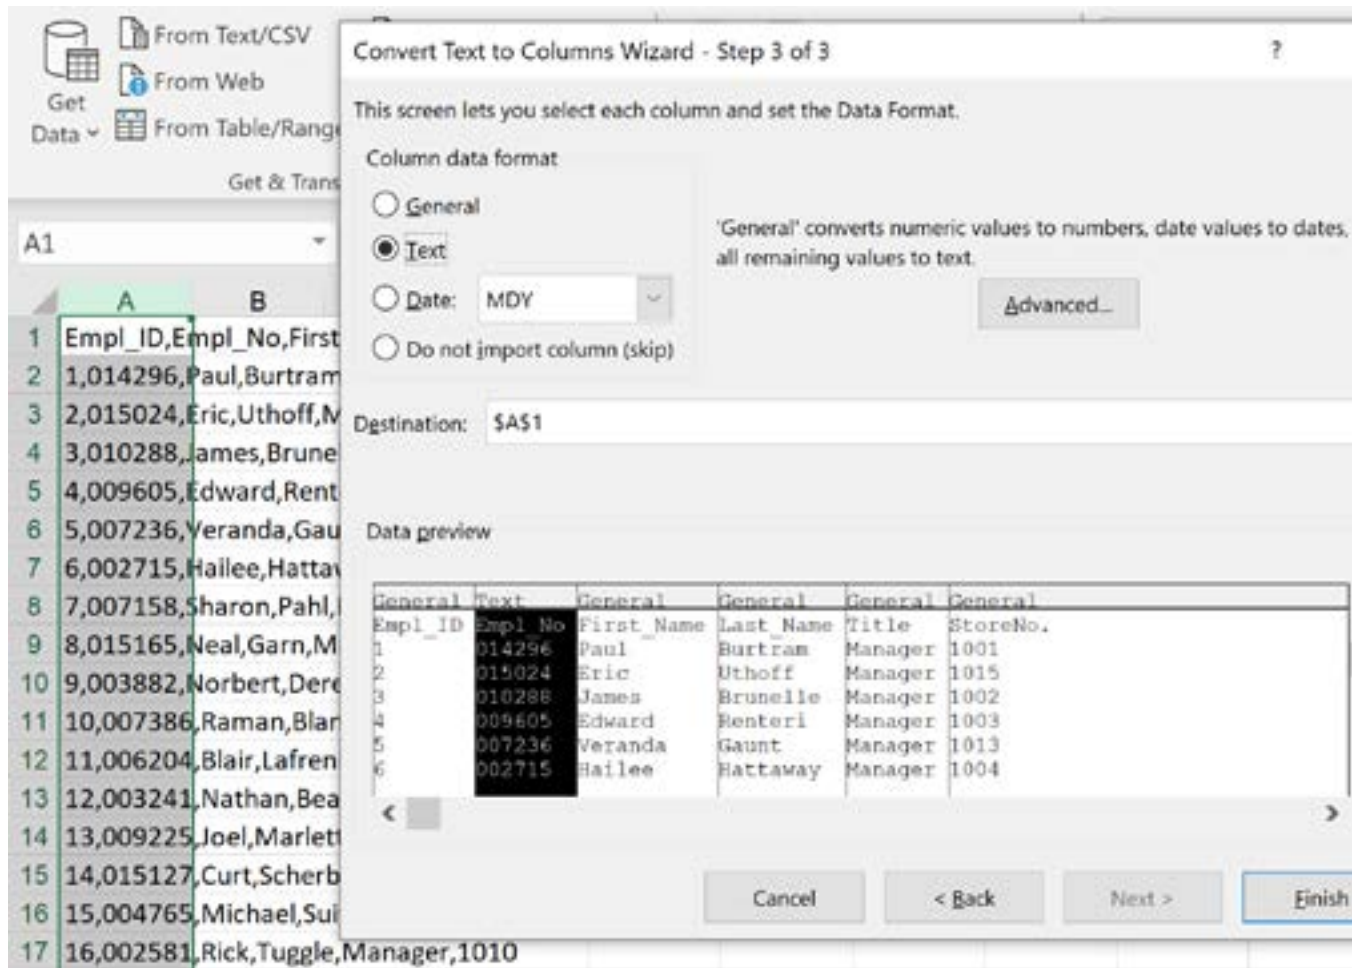 From Text/CSV
From Web
From Table/Range
Get
Data
Get & Trans
A1
A B
1 Empl_ID,Empl_No,First
2 1,014296,Paul,Burtram
3 2,015024,Eric,Uthoff,M
4 3,010288,James,Brune
5 4,009605,Edward,Rent
6 5,007236,Veranda,Gau
7 6,002715,Hailee,Hattaw
8 7,007158,Sharon,Pahl,
9 8,015165,Neal,Garn,M
10 9,003882,Norbert,Dere
11 10,007386,Raman,Blan
12 11,006204,Blair,Lafren
13 12,003241,Nathan,Bea
14 13,009225,Joel,Marlett
15 14,015127,Curt,Scherb
16 15,004765,Michael,Sui
17 16,002581,Rick,Tuggle,Manager,1010
Convert Text to Columns Wizard - Step 3 of 3
?
This screen lets you select each column and set the Data Format.
Column data format
General
Text
Date: MDY
Do not import column (skip)
'General' converts numeric values to numbers, date values to dates,
all remaining values to text.
Advanced...
Destination: $A$1
Data preview
General Text General General General General
Empl_ID Empl_No First_Name Last_Name Title StoreNo.
1 014296 Paul Burtram Manager 1001
2 015024 Eric Uthoff Manager 1015
3 010288 James Brunelle Manager 1002
4 009605 Edward Renteri Manager 1003
5 007236 Veranda Gaunt Manager 1013
6 002715 Hailee Hattaway Manager 1004
Cancel < Back Next > Finish